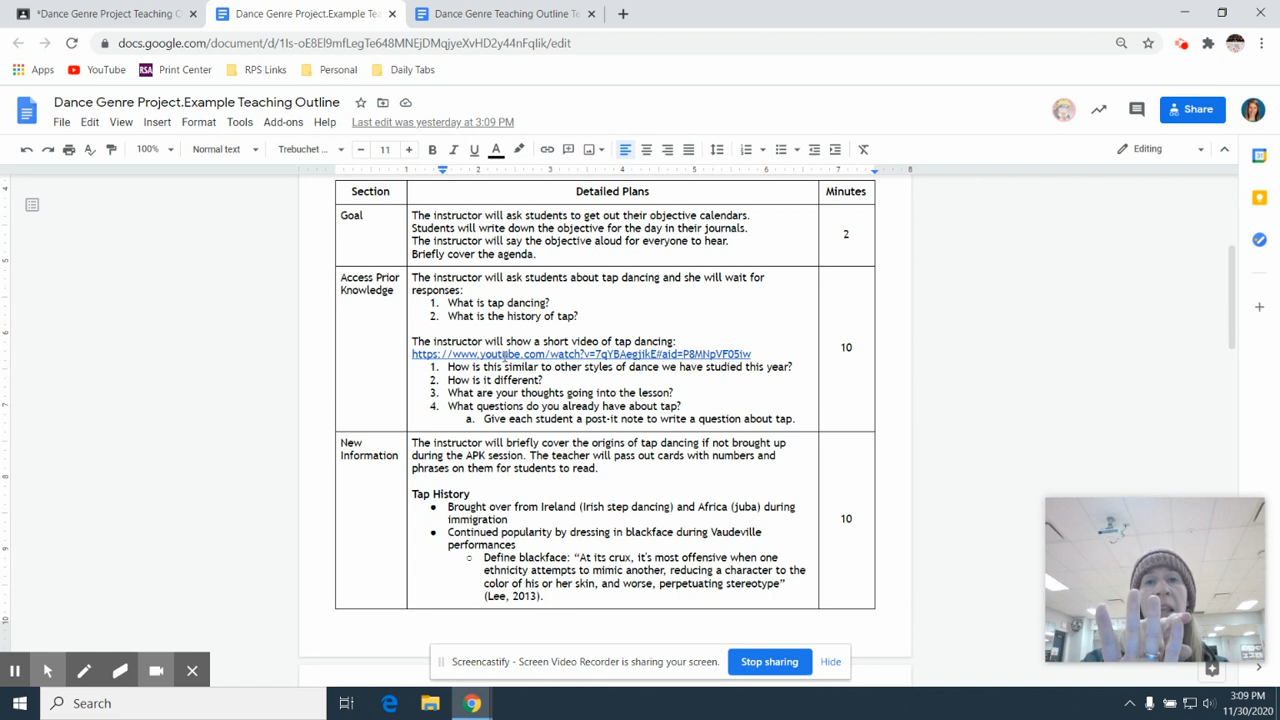 *Dance Genre Project Teaching C
Dance Genre Project.Example Tea
Dance Genre Teaching Outline Te
docs.google.com/document/d/1Is-oE8El9mfLegTe648MNEjDMqjyeXvHD2y44nFqlik/edit
Apps YouTube RSA Print Center RPS Links Personal Daily Tabs
Dance Genre Project.Example Teaching Outline
File Edit View Insert Format Tools Add-ons Help Last edit was yesterday at 3:09 PM
Share
100% Normal text Trebuchet ... 11 B I U A Editing
1 2 3 4 5 6 7 8
Section Detailed Plans Minutes
Goal
The instructor will ask students to get out their objective calendars.
Students will write down the objective for the day in their journals.
The instructor will say the objective aloud for everyone to hear.
Briefly cover the agenda.
2
Access Prior
Knowledge
The instructor will ask students about tap dancing and she will wait for
responses:
1. What is tap dancing?
2. What is the history of tap?
The instructor will show a short video of tap dancing:
https://www.youtube.com/watch?v=7qYBAegjikE#aid=P8MNpVF05iw
1. How is this similar to other styles of dance we have studied this year?
2. How is it different?
3. What are your thoughts going into the lesson?
4. What questions do you already have about tap?
a. Give each student a post-it note to write a question about tap.
10
New
Information
The instructor will briefly cover the origins of tap dancing if not brought up
during the APK session. The teacher will pass out cards with numbers and
phrases on them for students to read.
Tap History
● Brought over from Ireland (Irish step dancing) and Africa (juba) during
immigration
● Continued popularity by dressing in blackface during Vaudeville
performances
○ Define blackface: “At its crux, it's most offensive when one
ethnicity attempts to mimic another, reducing a character to the
color of his or her skin, and worse, perpetuating stereotype”
(Lee, 2013).
10
Screencastify - Screen Video Recorder is sharing your screen. Stop sharing Hide
Search
3:09 PM
11/30/2020